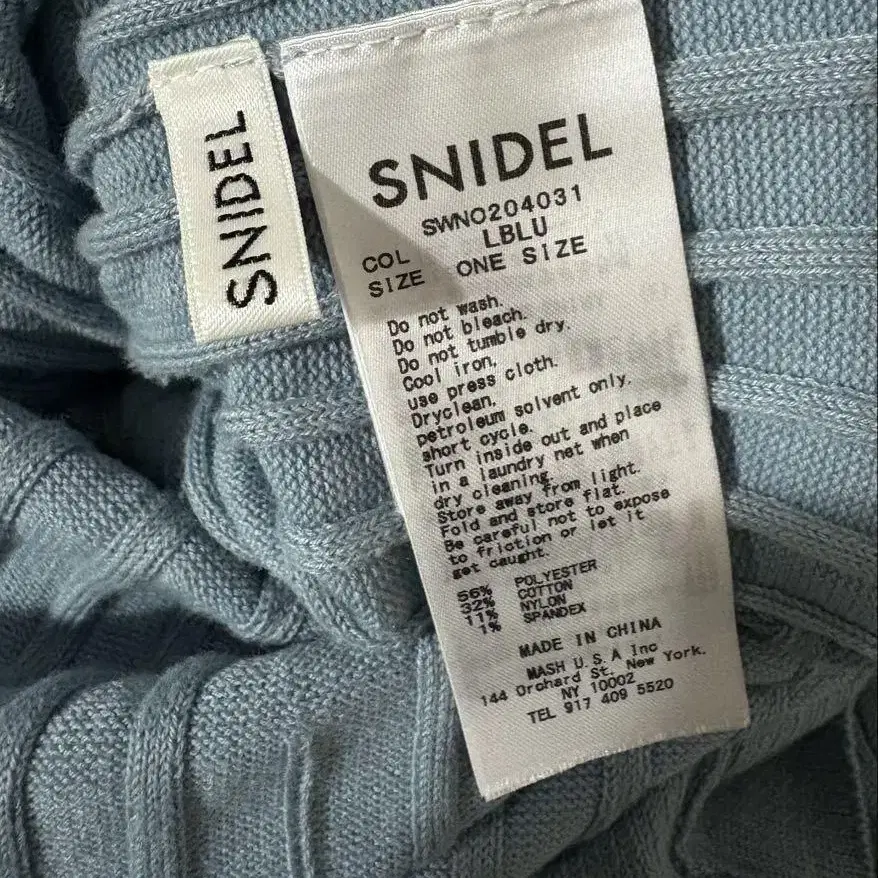 SNIDEL
SNIDEL
SWNO204031
COL LBLU
SIZE ONE SIZE
Do not wash.
Do not bleach.
Do not tumble dry.
Cool iron.
use press cloth.
Dryclean.
petroleum solvent only.
short cycle.
Turn inside out and place
in a laundry net when
dry cleaning.
Store away from light.
Fold and store flat.
Be careful not to expose
to friction or let it
get caught.
56% POLYESTER
32% COTTON
11% NYLON
1% SPANDEX
MADE IN CHINA
MASH U.S.A Inc
144 Orchard St. New York.
NY 10002
TEL 917 409 5520